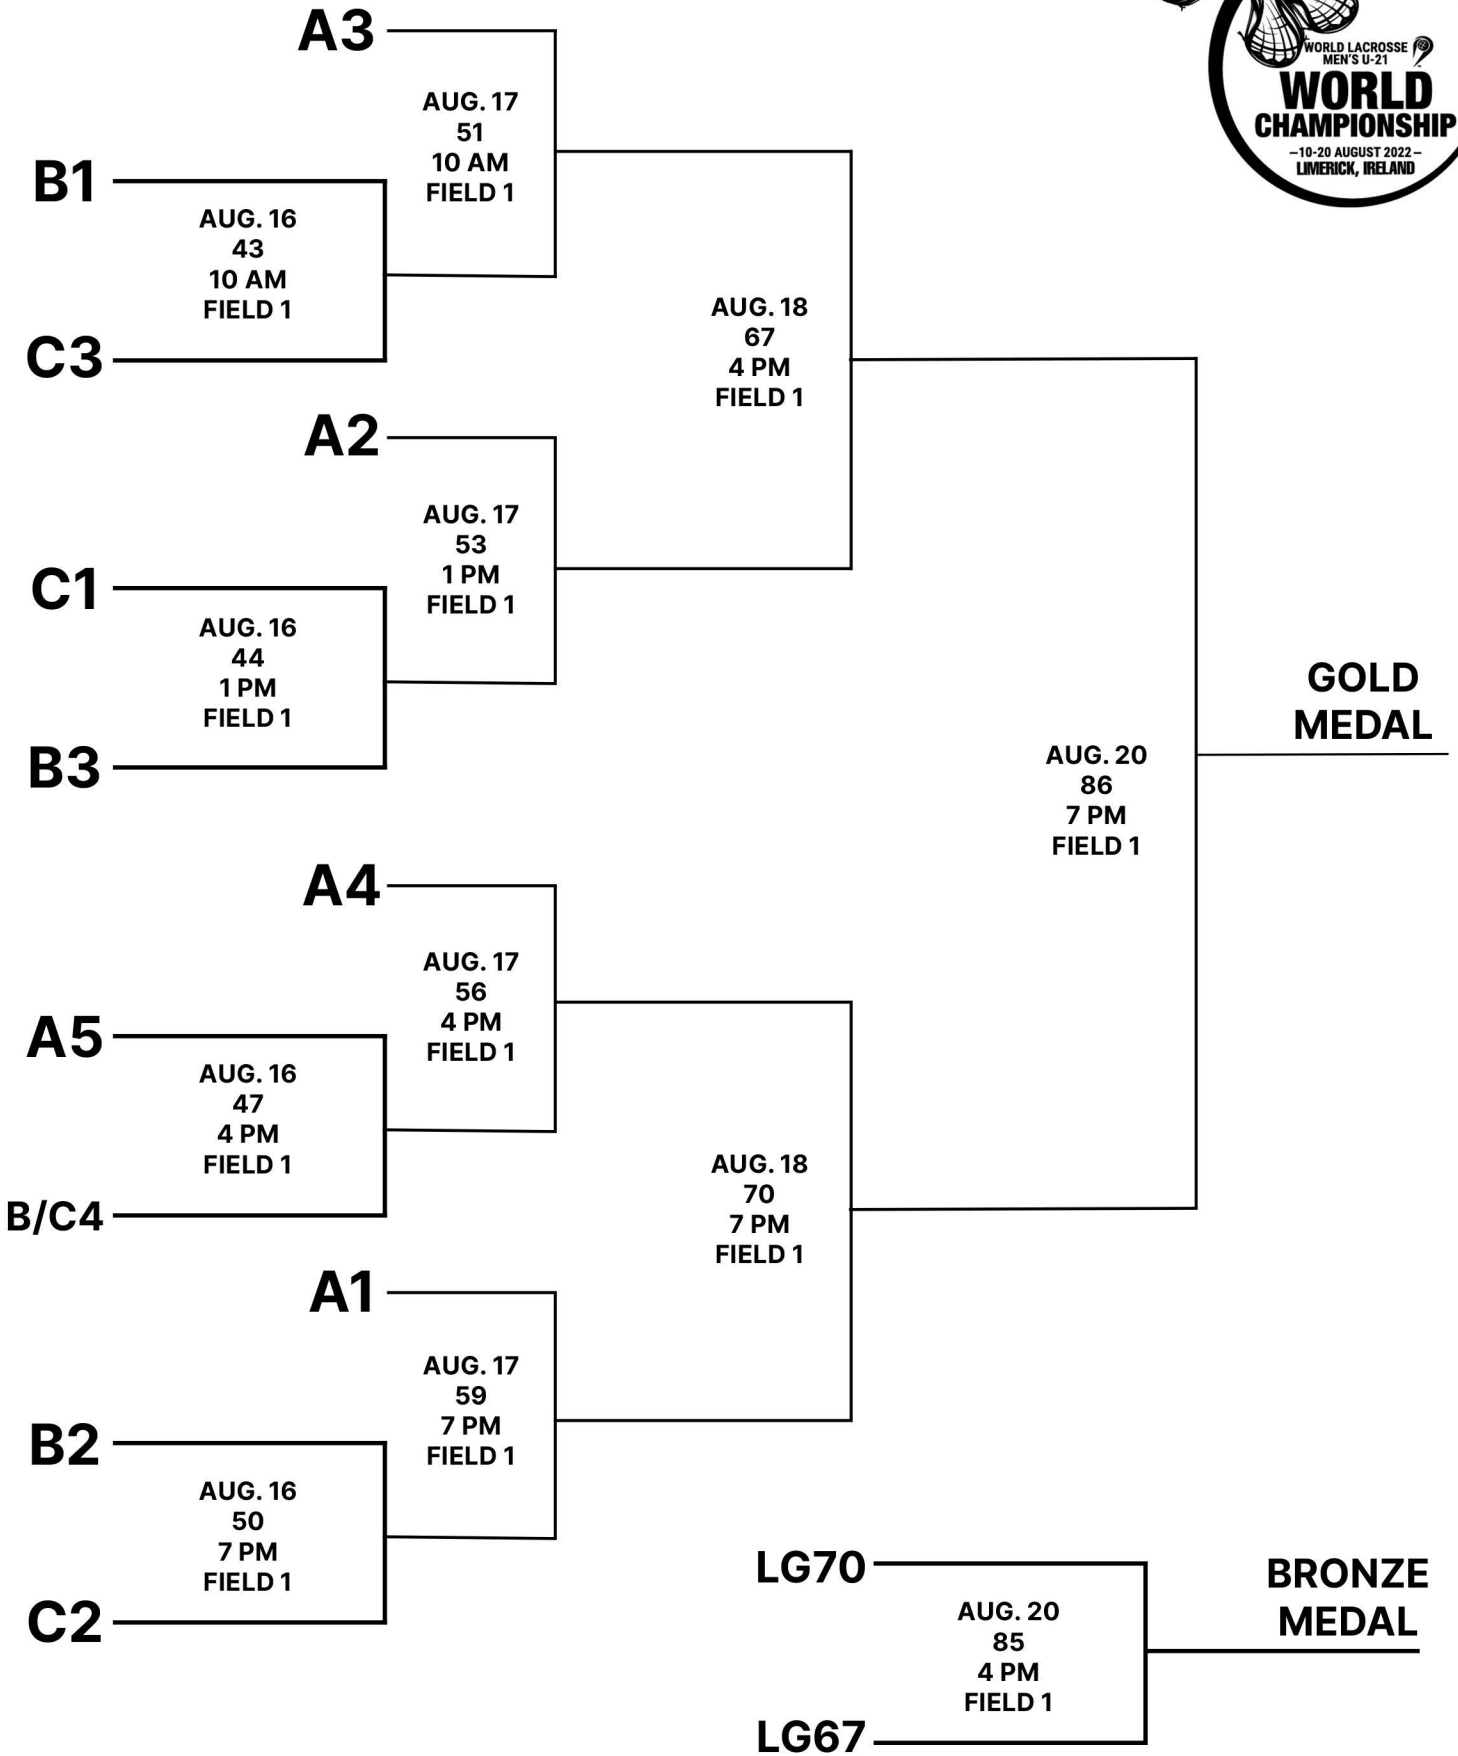 A3
WORLD LACROSSE
MEN'S U-21
WORLD
CHAMPIONSHIP
–10-20 AUGUST 2022–
LIMERICK, IRELAND
AUG. 17
51
10 AM
FIELD 1
B1
AUG. 16
43
10 AM
FIELD 1
C3
AUG. 18
67
4 PM
FIELD 1
A2
AUG. 17
53
1 PM
FIELD 1
C1
AUG. 16
44
1 PM
FIELD 1
B3
GOLD
MEDAL
AUG. 20
86
7 PM
FIELD 1
A4
AUG. 17
56
4 PM
FIELD 1
A5
AUG. 16
47
4 PM
FIELD 1
B/C4
AUG. 18
70
7 PM
FIELD 1
A1
AUG. 17
59
7 PM
FIELD 1
B2
AUG. 16
50
7 PM
FIELD 1
C2
LG70
AUG. 20
85
4 PM
FIELD 1
LG67
BRONZE
MEDAL